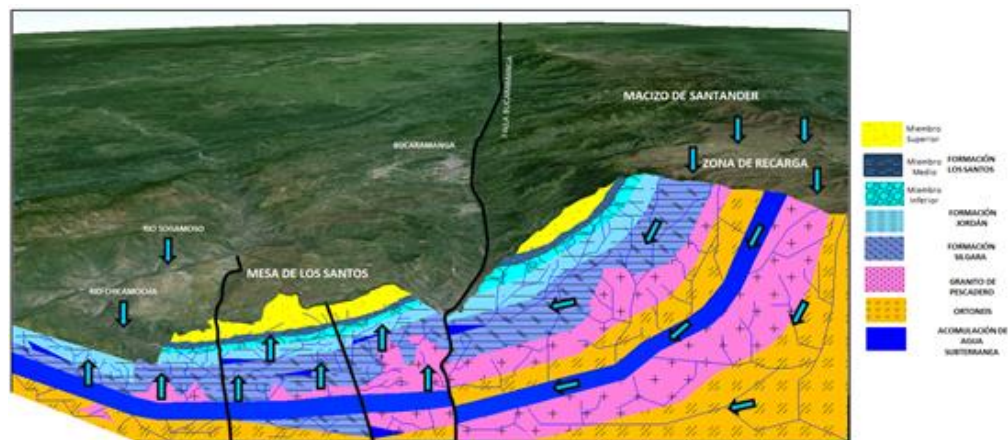 MACIZO DE SANTANDER
FALLA BUCARAMANGA
ZONA DE RECARGA
BUCARAMANGA
RIO SOGAMOSO
MESA DE LOS SANTOS
RIO CHICAMOCHA
Miembro
Superior
Miembro
Medio
FORMACIÓN
LOS SANTOS
Miembro
Inferior
FORMACIÓN
JORDÁN
FORMACIÓN
SILGARA
GRANITO DE
PESCADERO
ORTONEIS
ACOMULACIÓN DE
AGUA
SUBTERRANEA